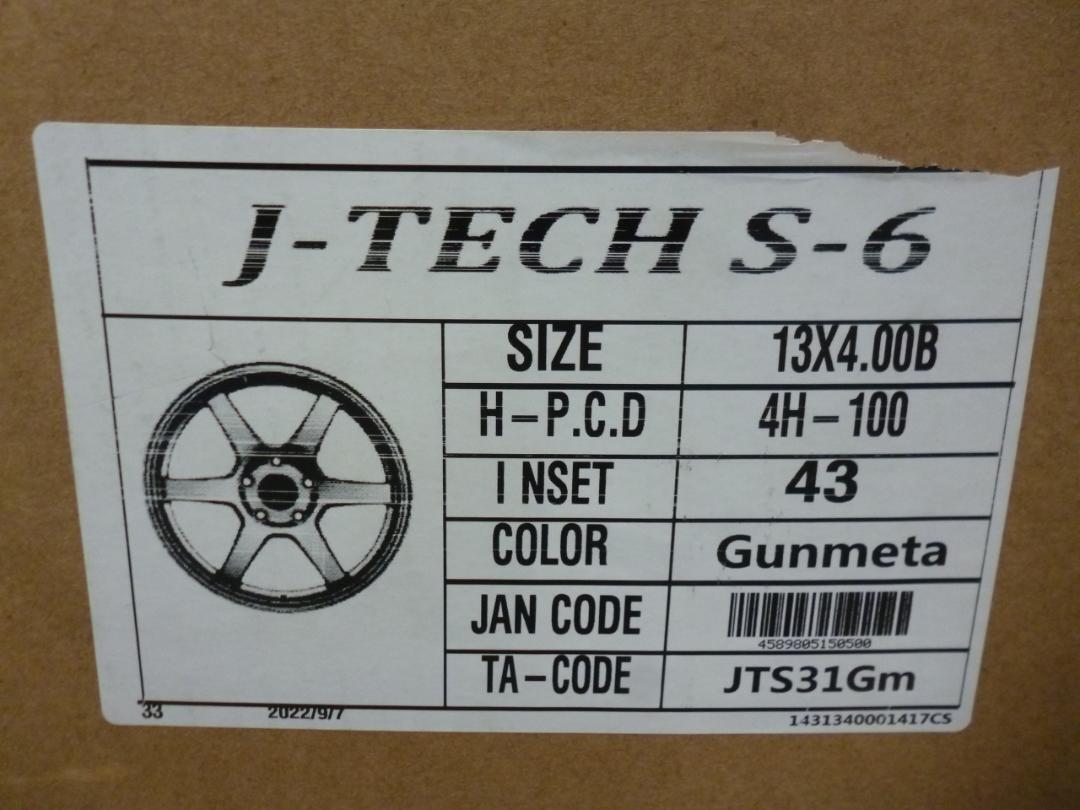 J-TECH S-6
SIZE 13X4.00B
H-P.C.D 4H-100
INSET 43
COLOR Gunmeta
JAN CODE 4589805150500
TA-CODE JTS31Gm
33 2022/9/7 1431340001417CS